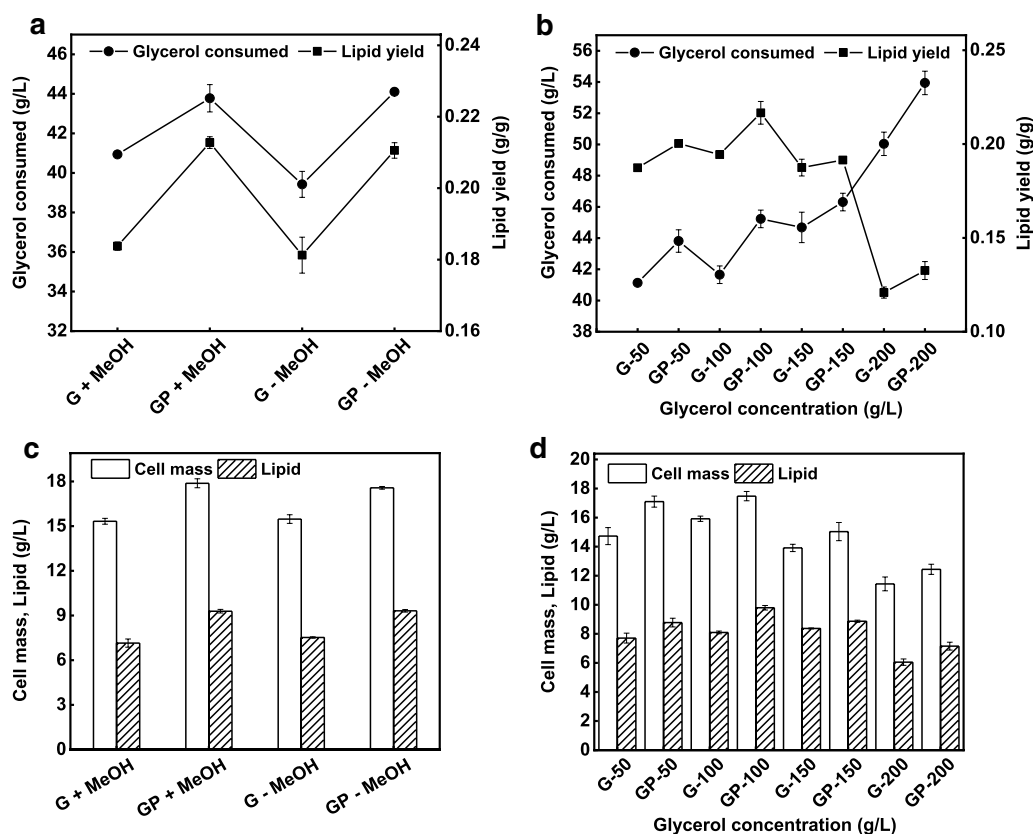 a
Glycerol consumed
Lipid yield
Glycerol consumed (g/L)
46
44
42
40
38
36
34
32
0.24
0.22
0.20
0.18
0.16
Lipid yield (g/g)
G + MeOH
GP + MeOH
G - MeOH
GP - MeOH
b
Glycerol consumed
Lipid yield
Glycerol consumed (g/L)
56
54
52
50
48
46
44
42
40
38
0.25
0.20
0.15
0.10
Lipid yield (g/g)
G-50
GP-50
G-100
GP-100
G-150
GP-150
G-200
GP-200
Glycerol concentration (g/L)
c
Cell mass
Lipid
Cell mass, Lipid (g/L)
18
15
12
9
6
3
0
G + MeOH
GP + MeOH
G - MeOH
GP - MeOH
d
Cell mass
Lipid
Cell mass, Lipid (g/L)
20
18
16
14
12
10
8
6
4
2
0
G-50
GP-50
G-100
GP-100
G-150
GP-150
G-200
GP-200
Glycerol concentration (g/L)